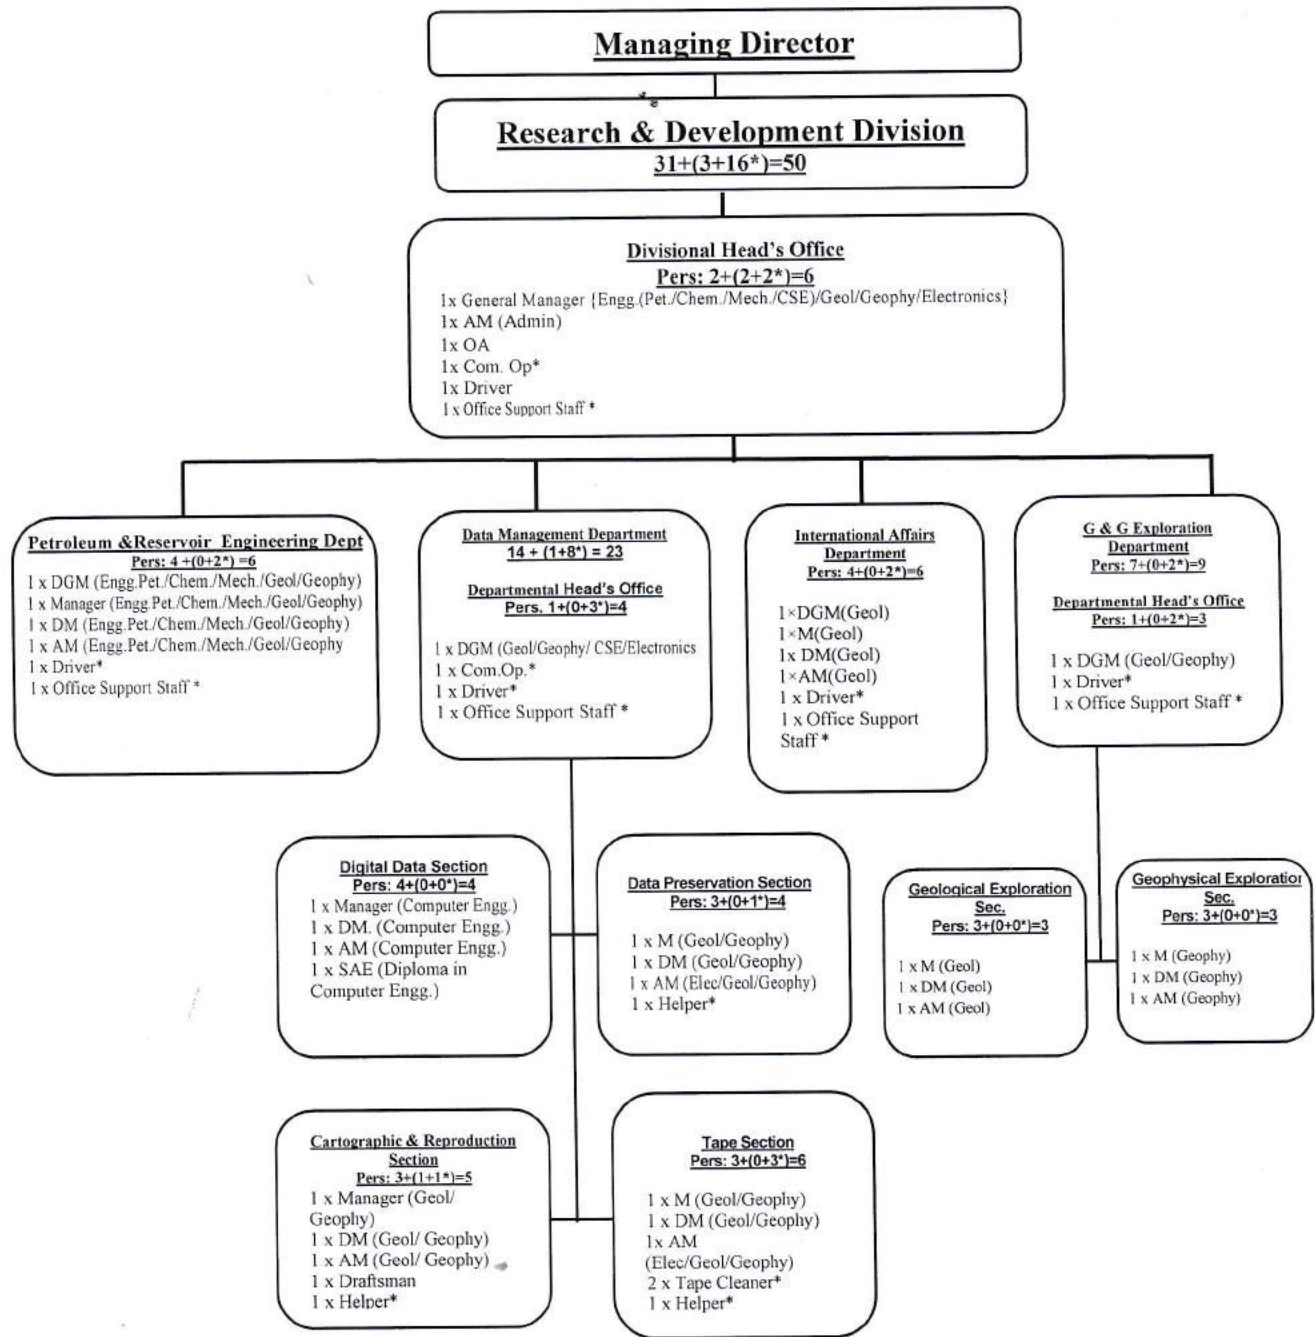 Managing Director
Research & Development Division
31+(3+16*)=50
Divisional Head's Office
Pers: 2+(2+2*)=6
1x General Manager {Engg.(Pet./Chem./Mech./CSE)/Geol/Geophy/Electronics}
1x AM (Admin)
1x OA
1x Com. Op*
1x Driver
1 x Office Support Staff *
Petroleum &Reservoir Engineering Dept
Pers: 4 +(0+2*) =6
1 x DGM (Engg.Pet./Chem./Mech./Geol/Geophy)
1 x Manager (Engg.Pet./Chem./Mech./Geol/Geophy)
1 x DM (Engg.Pet./Chem./Mech./Geol/Geophy)
1 x AM (Engg.Pet./Chem./Mech./Geol/Geophy
1 x Driver*
1 x Office Support Staff *
Data Management Department
14 + (1+8*) = 23
Departmental Head's Office
Pers. 1+(0+3*)=4
1 x DGM (Geol/Geophy/ CSE/Electronics
1 x Com.Op.*
1 x Driver*
1 x Office Support Staff *
International Affairs
Department
Pers: 4+(0+2*)=6
1×DGM(Geol)
1×M(Geol)
1x DM(Geol)
1×AM(Geol)
1 x Driver*
1 x Office Support
Staff *
G & G Exploration
Department
Pers: 7+(0+2*)=9
Departmental Head's Office
Pers: 1+(0+2*)=3
1 x DGM (Geol/Geophy)
1 x Driver*
1 x Office Support Staff *
Digital Data Section
Pers: 4+(0+0*)=4
1 x Manager (Computer Engg.)
1 x DM. (Computer Engg.)
1 x AM (Computer Engg.)
1 x SAE (Diploma in
Computer Engg.)
Data Preservation Section
Pers: 3+(0+1*)=4
1 x M (Geol/Geophy)
1 x DM (Geol/Geophy)
1 x AM (Elec/Geol/Geophy)
1 x Helper*
Geological Exploration
Sec.
Pers: 3+(0+0*)=3
1 x M (Geol)
1 x DM (Geol)
1 x AM (Geol)
Geophysical Exploration
Sec.
Pers: 3+(0+0*)=3
1 x M (Geophy)
1 x DM (Geophy)
1 x AM (Geophy)
Cartographic & Reproduction
Section
Pers: 3+(1+1*)=5
1 x Manager (Geol/
Geophy)
1 x DM (Geol/ Geophy)
1 x AM (Geol/ Geophy)
1 x Draftsman
1 x Helper*
Tape Section
Pers: 3+(0+3*)=6
1 x M (Geol/Geophy)
1 x DM (Geol/Geophy)
1x AM
(Elec/Geol/Geophy)
2 x Tape Cleaner*
1 x Helper*